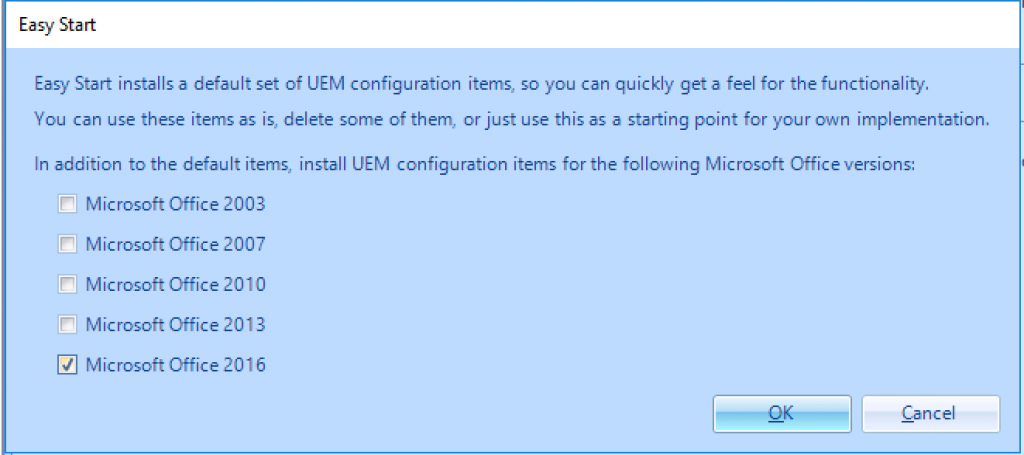 Easy Start
Easy Start installs a default set of UEM configuration items, so you can quickly get a feel for the functionality.
You can use these items as is, delete some of them, or just use this as a starting point for your own implementation.
In addition to the default items, install UEM configuration items for the following Microsoft Office versions:
Microsoft Office 2003
Microsoft Office 2007
Microsoft Office 2010
Microsoft Office 2013
Microsoft Office 2016
OK
Cancel